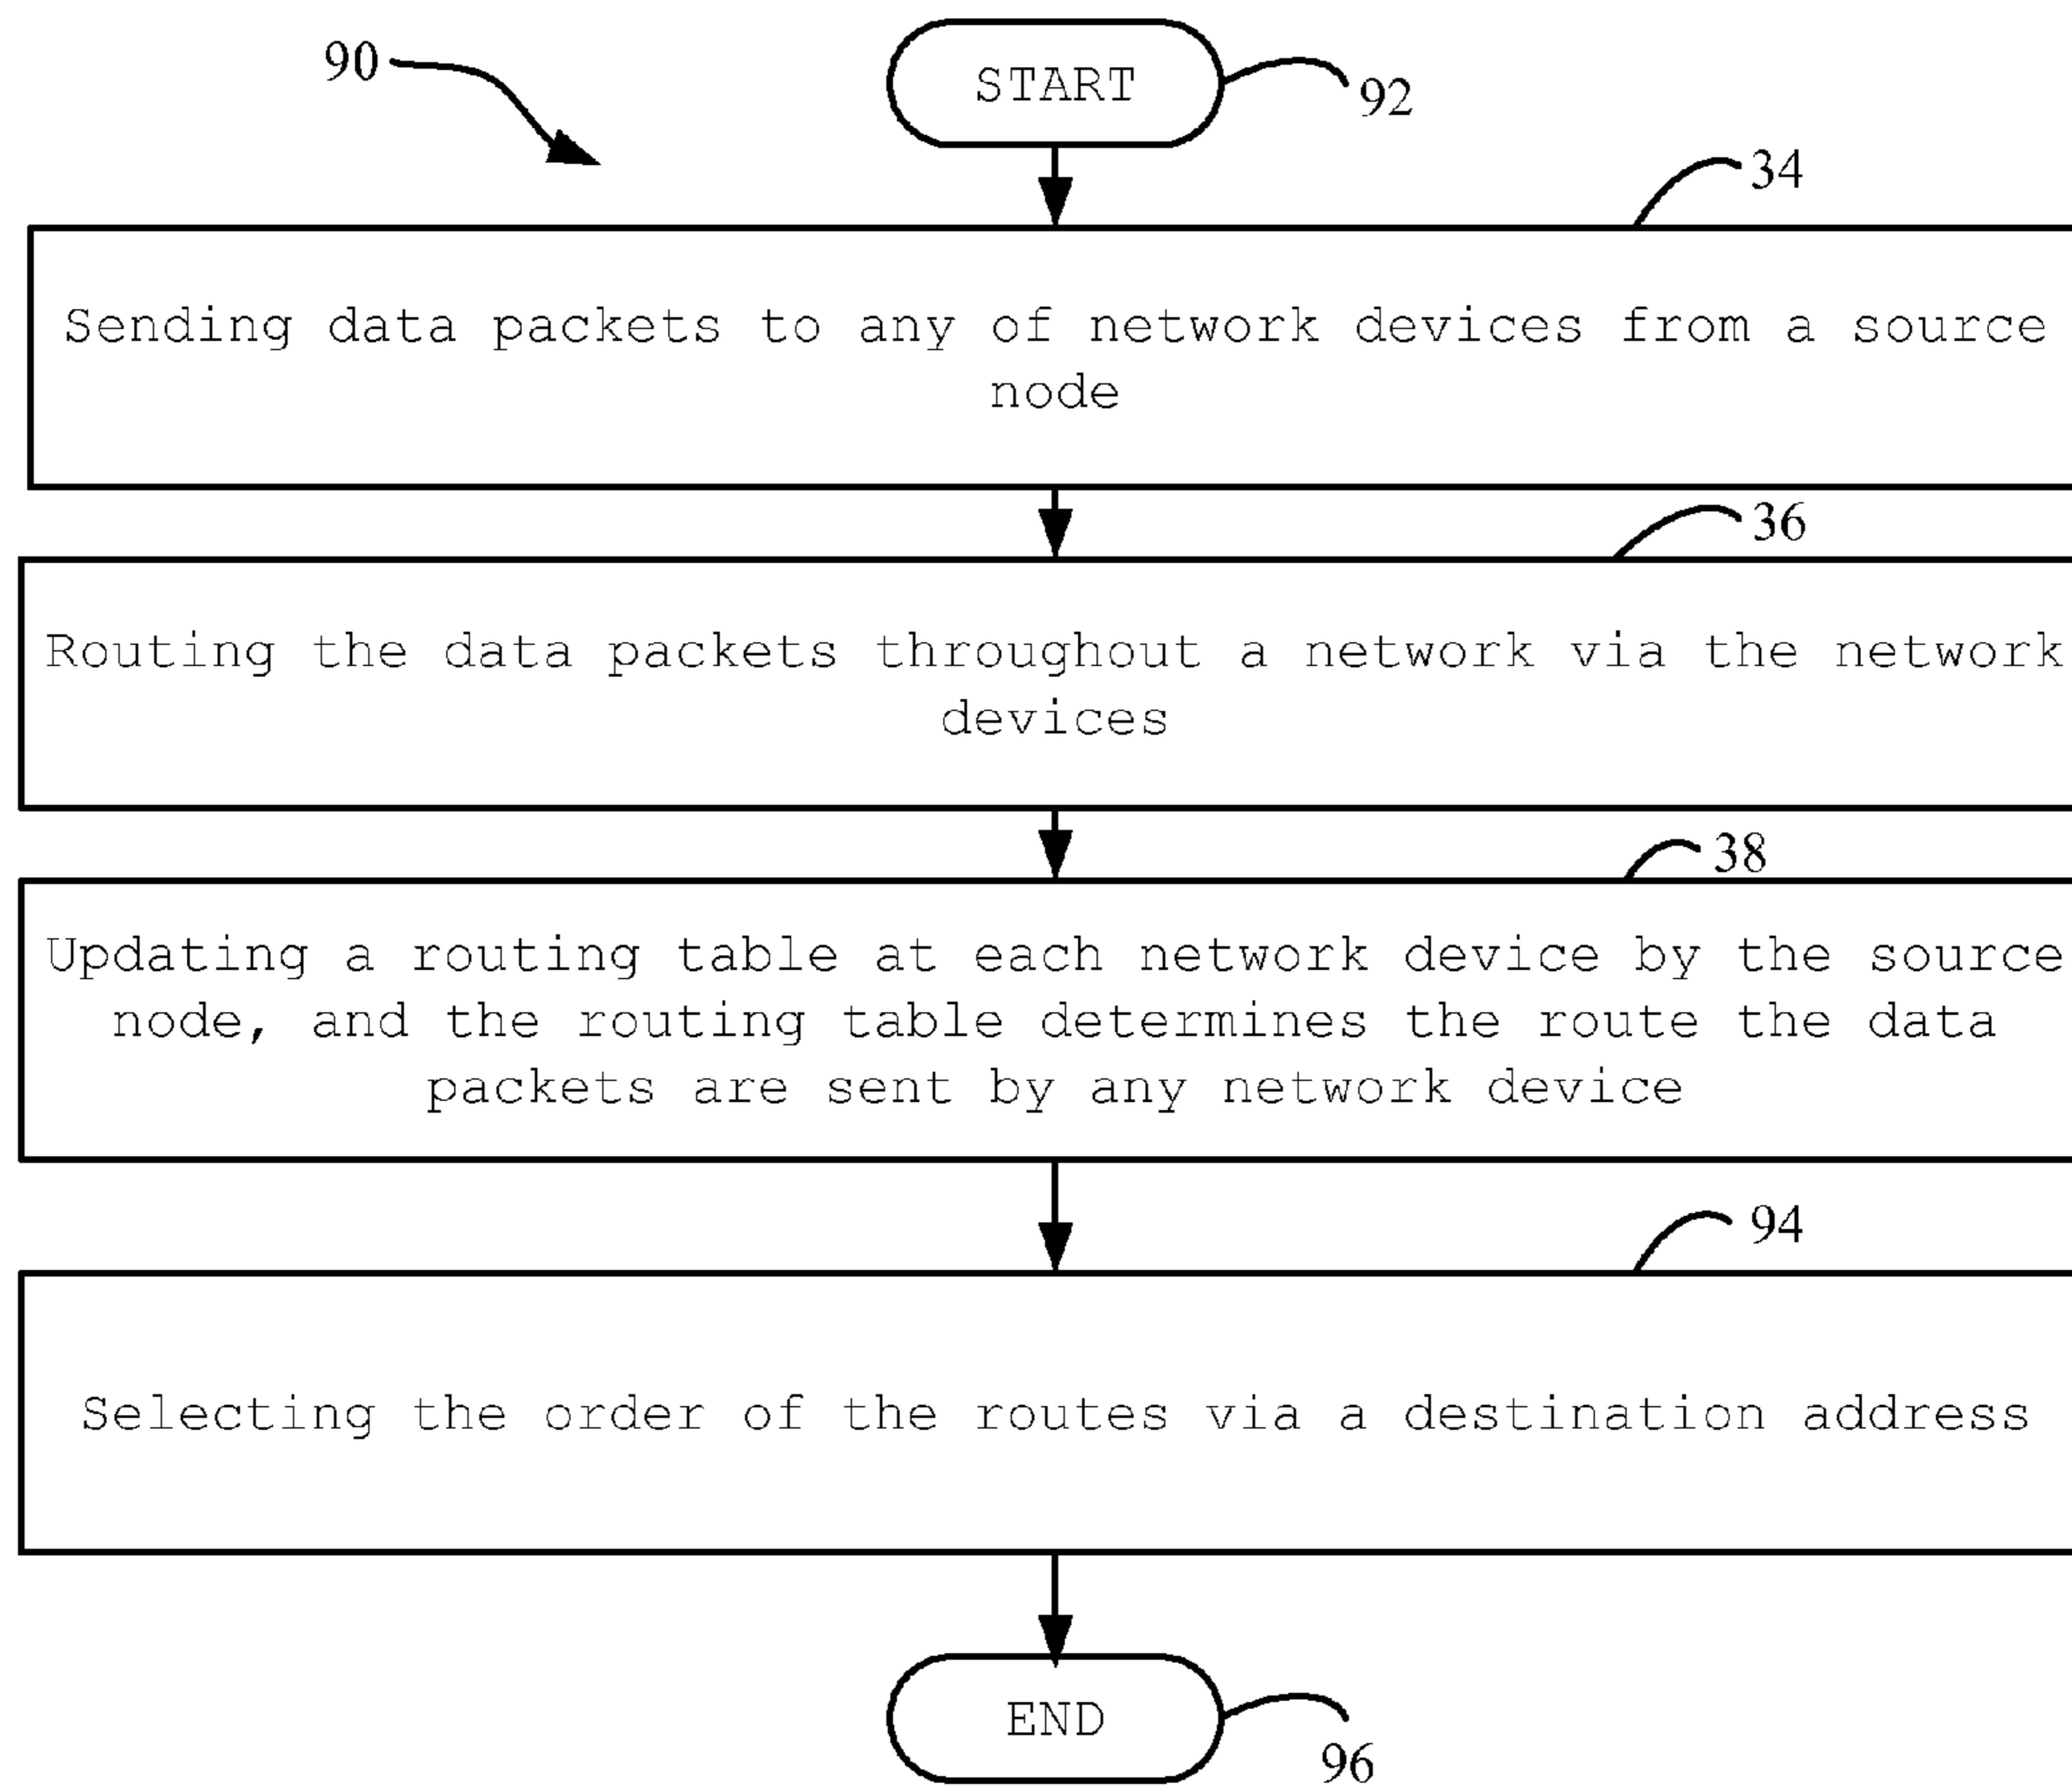 90
START
92
34
Sending data packets to any of network devices from a source
node
36
Routing the data packets throughout a network via the network
devices
38
Updating a routing table at each network device by the source
node, and the routing table determines the route the data
packets are sent by any network device
94
Selecting the order of the routes via a destination address
END
96